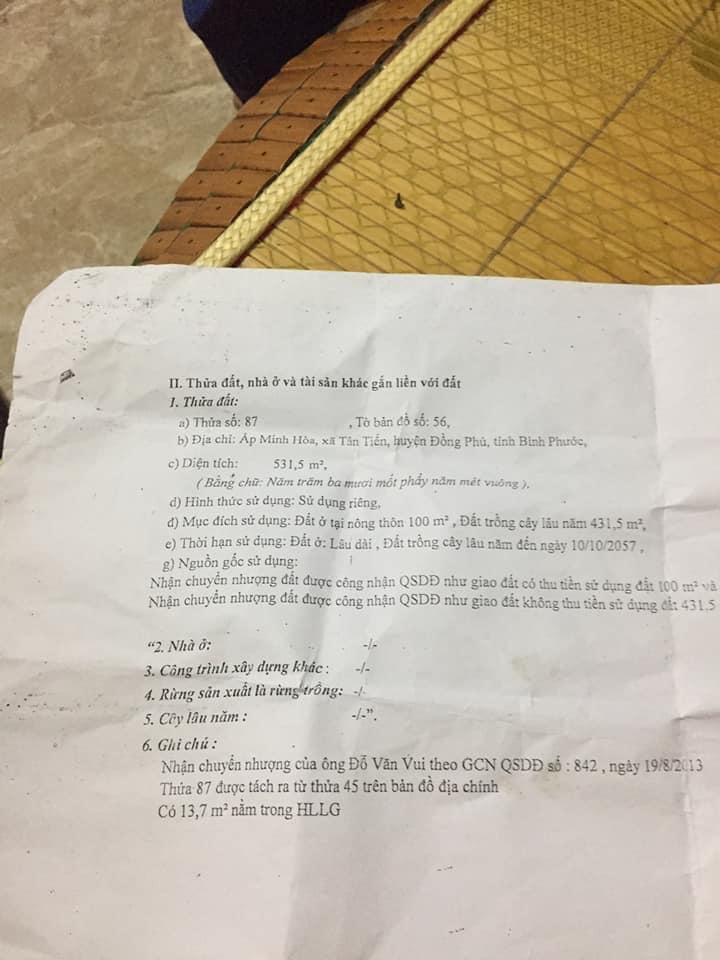 II. Thửa đất, nhà ở và tài sản khác gắn liền với đất
1. Thửa đất:
a) Thửa số: 87 , Tờ bản đồ số: 56,
b) Địa chỉ: Ấp Minh Hòa, xã Tân Tiến, huyện Đồng Phú, tỉnh Bình Phước,
c) Diện tích: 531,5 m²,
( Bằng chữ: Năm trăm ba mươi mốt phẩy năm mét vuông ),
d) Hình thức sử dụng: Sử dụng riêng,
đ) Mục đích sử dụng: Đất ở tại nông thôn 100 m² , Đất trồng cây lâu năm 431,5 m²,
e) Thời hạn sử dụng: Đất ở: Lâu dài , Đất trồng cây lâu năm đến ngày 10/10/2057 ,
g) Nguồn gốc sử dụng:
Nhận chuyển nhượng đất được công nhận QSDĐ như giao đất có thu tiền sử dụng đất 100 m² và
Nhận chuyển nhượng đất được công nhận QSDĐ như giao đất không thu tiền sử dụng đất 431,5
“2. Nhà ở: -/-
3. Công trình xây dựng khác : -/-
4. Rừng sản xuất là rừng trồng: -/-
5. Cây lâu năm : -/-”.
6. Ghi chú :
Nhận chuyển nhượng của ông Đỗ Văn Vui theo GCN QSDĐ số : 842 , ngày 19/8/2013
Thửa 87 được tách ra từ thửa 45 trên bản đồ địa chính
Có 13,7 m² nằm trong HLLG